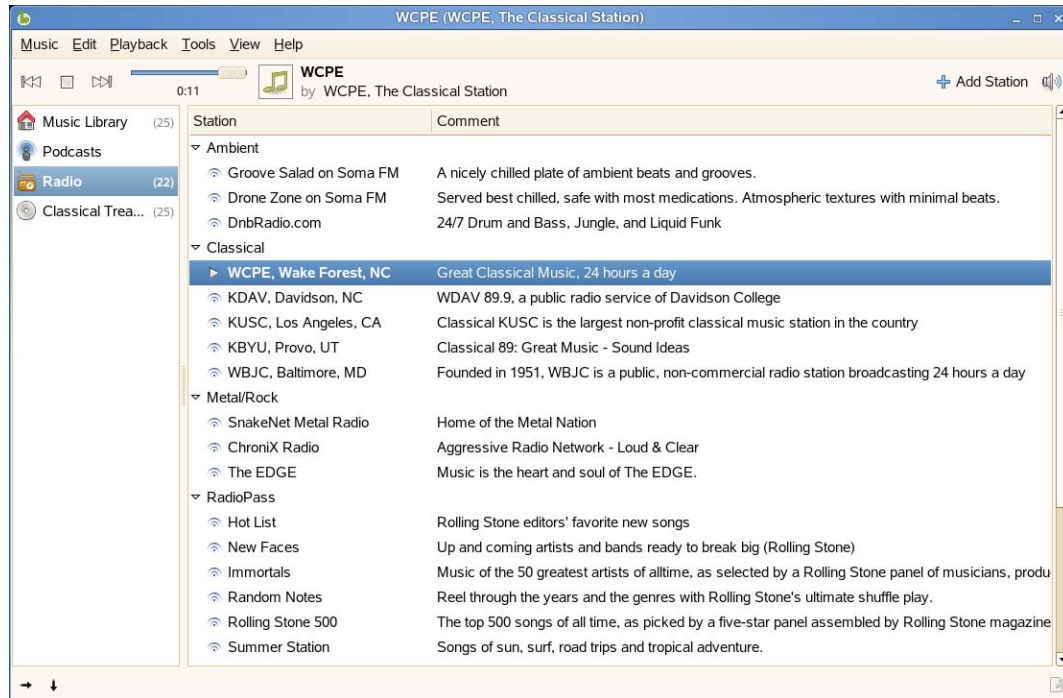 WCPE (WCPE, The Classical Station)
Music Edit Playback Tools View Help
0:11
WCPE
by WCPE, The Classical Station
Add Station
Music Library (25)
Podcasts
Radio (22)
Classical Trea... (25)
Station Comment
Ambient
Groove Salad on Soma FM A nicely chilled plate of ambient beats and grooves.
Drone Zone on Soma FM Served best chilled, safe with most medications. Atmospheric textures with minimal beats.
DnbRadio.com 24/7 Drum and Bass, Jungle, and Liquid Funk
Classical
WCPE, Wake Forest, NC Great Classical Music, 24 hours a day
KDAV, Davidson, NC WDAV 89.9, a public radio service of Davidson College
KUSC, Los Angeles, CA Classical KUSC is the largest non-profit classical music station in the country
KBYU, Provo, UT Classical 89: Great Music - Sound Ideas
WBJC, Baltimore, MD Founded in 1951, WBJC is a public, non-commercial radio station broadcasting 24 hours a day
Metal/Rock
SnakeNet Metal Radio Home of the Metal Nation
ChroniX Radio Aggressive Radio Network - Loud & Clear
The EDGE Music is the heart and soul of The EDGE.
RadioPass
Hot List Rolling Stone editors' favorite new songs
New Faces Up and coming artists and bands ready to break big (Rolling Stone)
Immortals Music of the 50 greatest artists of alltime, as selected by a Rolling Stone panel of musicians, produ
Random Notes Reel through the years and the genres with Rolling Stone's ultimate shuffle play.
Rolling Stone 500 The top 500 songs of all time, as picked by a five-star panel assembled by Rolling Stone magazine
Summer Station Songs of sun, surf, road trips and tropical adventure.